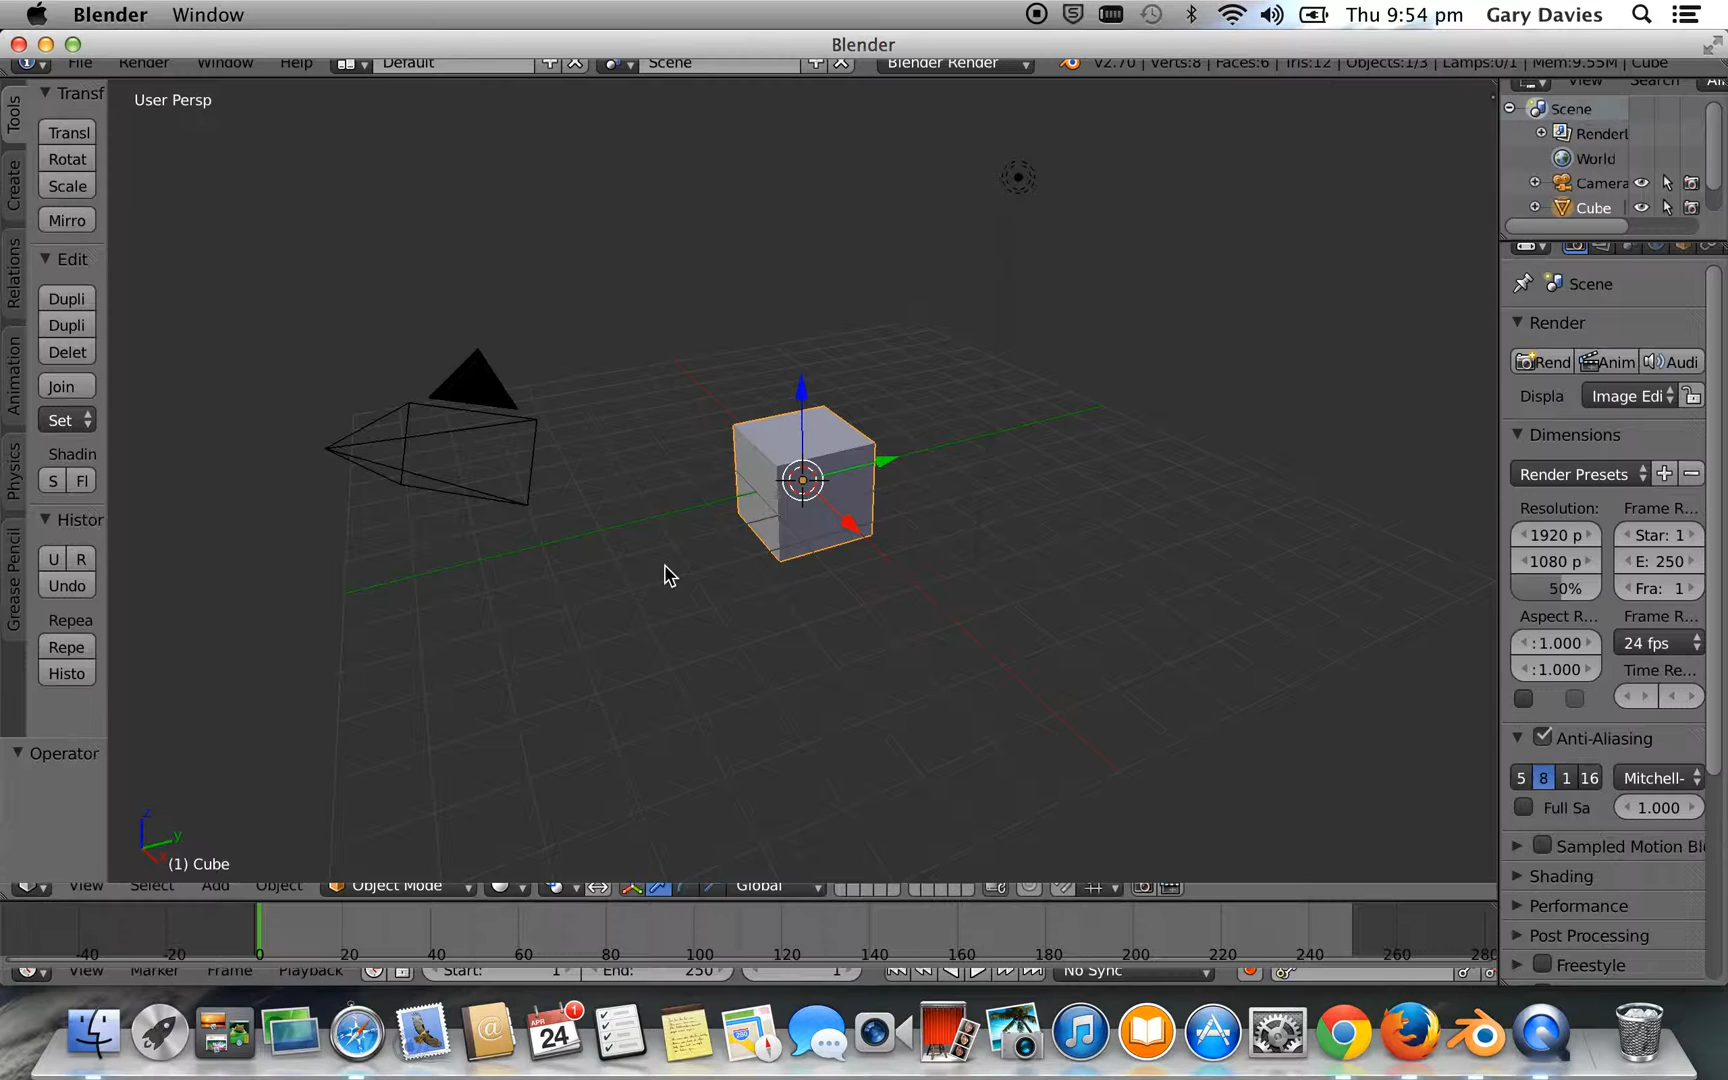 Blender Window Thu 9:54 pm Gary Davies
Blender
File Render Window Help Default Scene Blender Render v2.70 | Verts:8 | Faces:6 | Tris:12 | Objects:1/3 | Lamps:0/1 | Mem:9.55M | Cube
User Persp
Tools
Create
Relations
Animation
Physics
Grease Pencil
Transf
Transl
Rotat
Scale
Mirro
Edit
Dupli
Dupli
Delet
Join
Set
Shadin
S Fl
Histor
U R
Undo
Repea
Repe
Histo
Operator
z
y
x
(1) Cube
View Search Al
Scene
RenderL
World
Camera
Cube
Scene
Render
Rend Anim Audi
Displa Image Edi
Dimensions
Render Presets
Resolution: Frame R...
1920 p Star: 1
1080 p E: 250
50% Fra: 1
Aspect R... Frame R...
:1.000 24 fps
:1.000 Time Re...
Anti-Aliasing
5 8 1 16 Mitchell-
Full Sa 1.000
Sampled Motion Bl
Shading
Performance
Post Processing
Freestyle
View Select Add Object Object Mode Global
-40 -20 0 20 40 60 80 100 120 140 160 180 200 220 240 260 280
View Marker Frame Playback Start: 1 End: 250 1 No Sync
APR
24
1